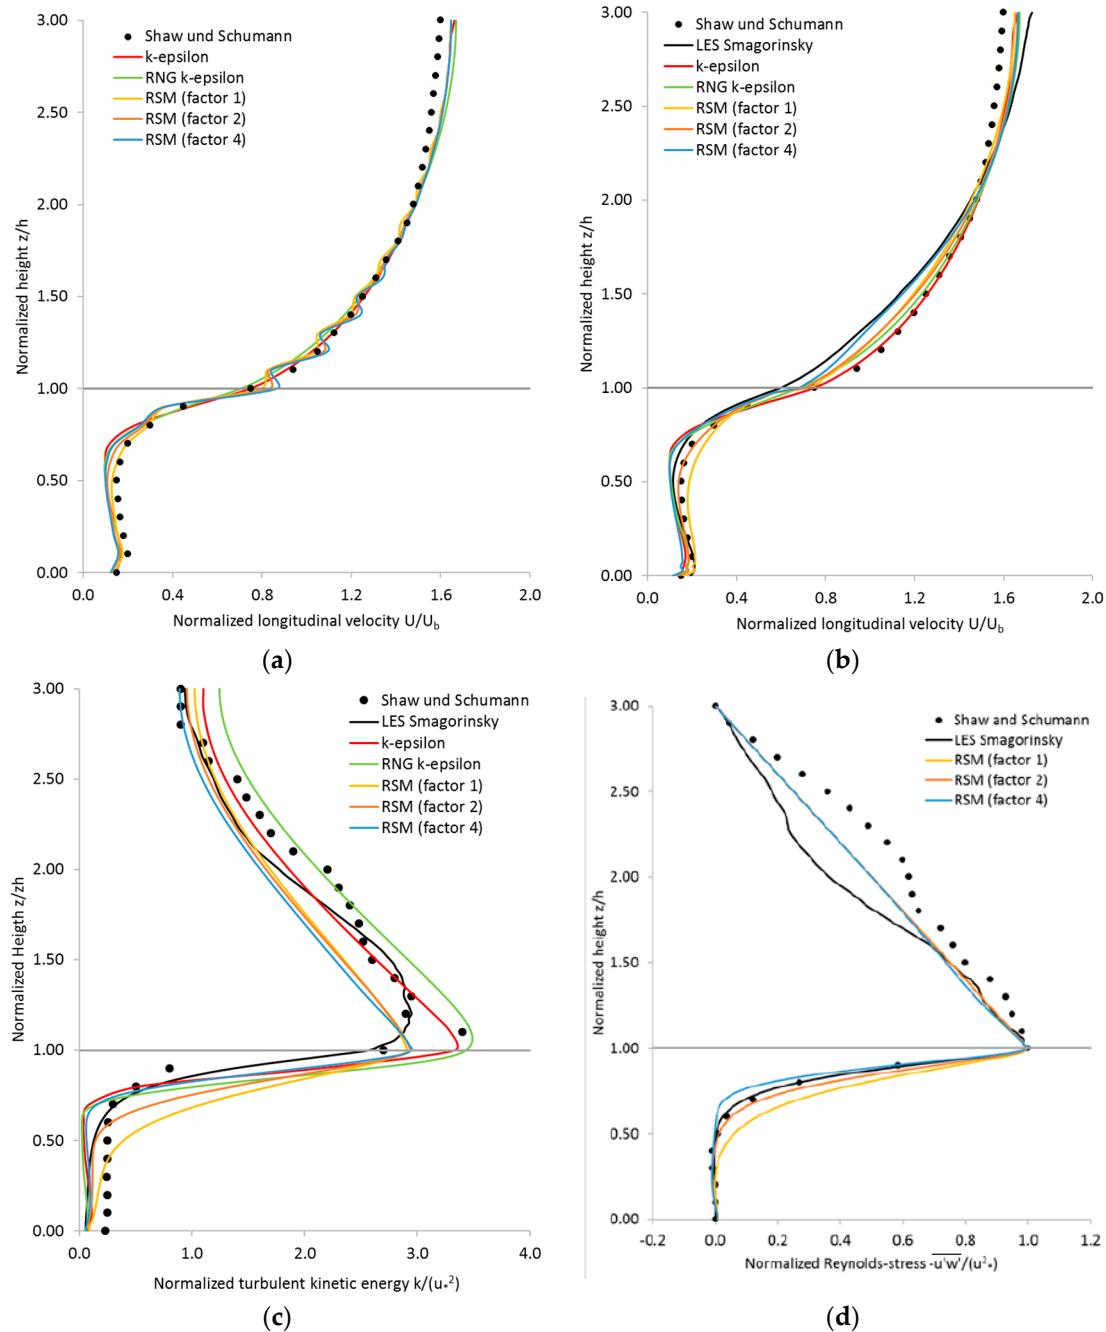 3.00
2.50
2.00
1.50
1.00
0.50
0.00
Normalized height z/h
Shaw und Schumann
k-epsilon
RNG k-epsilon
RSM (factor 1)
RSM (factor 2)
RSM (factor 4)
0.0 0.4 0.8 1.2 1.6 2.0
Normalized longitudinal velocity U/U_b
(a)
3.00
2.50
2.00
1.50
1.00
0.50
0.00
Normalized height z/h
Shaw und Schumann
LES Smagorinsky
k-epsilon
RNG k-epsilon
RSM (factor 1)
RSM (factor 2)
RSM (factor 4)
0.0 0.4 0.8 1.2 1.6 2.0
Normalized longitudinal velocity U/U_b
(b)
3.00
2.50
2.00
1.50
1.00
0.50
0.00
Normalized Heigth z/zh
Shaw und Schumann
LES Smagorinsky
k-epsilon
RNG k-epsilon
RSM (factor 1)
RSM (factor 2)
RSM (factor 4)
0.0 1.0 2.0 3.0 4.0
Normalized turbulent kinetic energy k/(u*²)
(c)
3.00
2.50
2.00
1.50
1.00
0.50
0.00
Normalized height z/h
Shaw and Schumann
LES Smagorinsky
RSM (factor 1)
RSM (factor 2)
RSM (factor 4)
-0.2 0.0 0.2 0.4 0.6 0.8 1.0 1.2
Normalized Reynolds-stress -u'w'/(u²*)
(d)